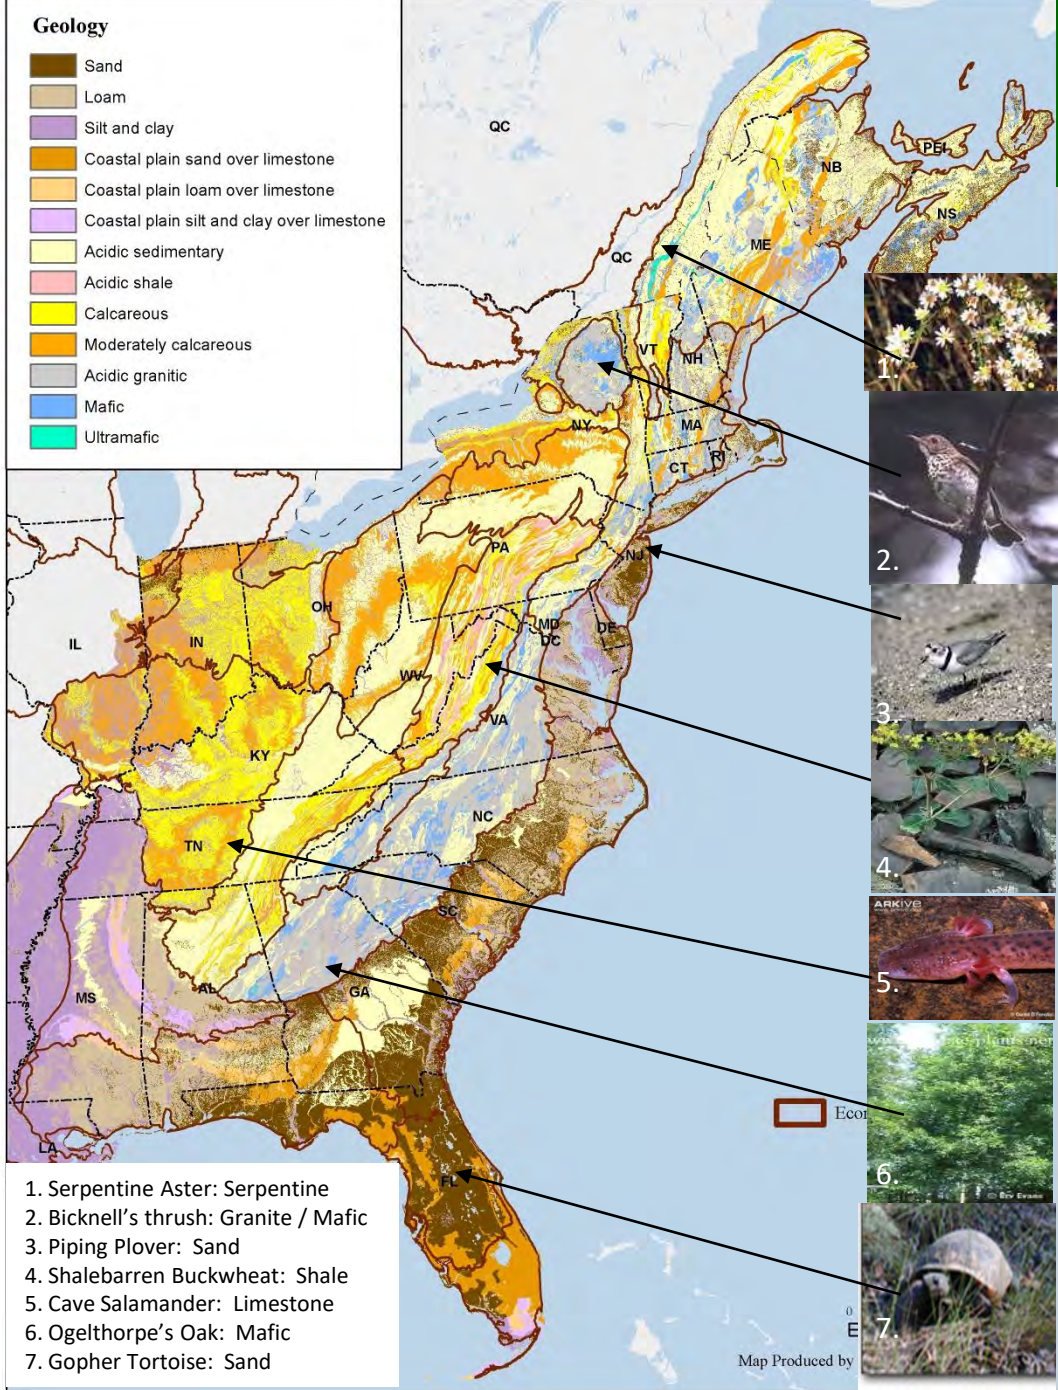 Geology
Sand
Loam
Silt and clay
Coastal plain sand over limestone
Coastal plain loam over limestone
Coastal plain silt and clay over limestone
Acidic sedimentary
Acidic shale
Calcareous
Moderately calcareous
Acidic granitic
Mafic
Ultramafic
QC
NB
PEI
NS
ME
QC
VT
NH
NY
MA
CT
RI
PA
NJ
OH
MD
DC
DE
IL
IN
WV
VA
KY
NC
TN
SC
AL
GA
MS
LA
FL
1.
2.
3.
4.
ARKIVE
5.
6.
7.
Map Produced by
0
E
1. Serpentine Aster: Serpentine
2. Bicknell’s thrush: Granite / Mafic
3. Piping Plover: Sand
4. Shalebarren Buckwheat: Shale
5. Cave Salamander: Limestone
6. Ogelthorpe’s Oak: Mafic
7. Gopher Tortoise: Sand